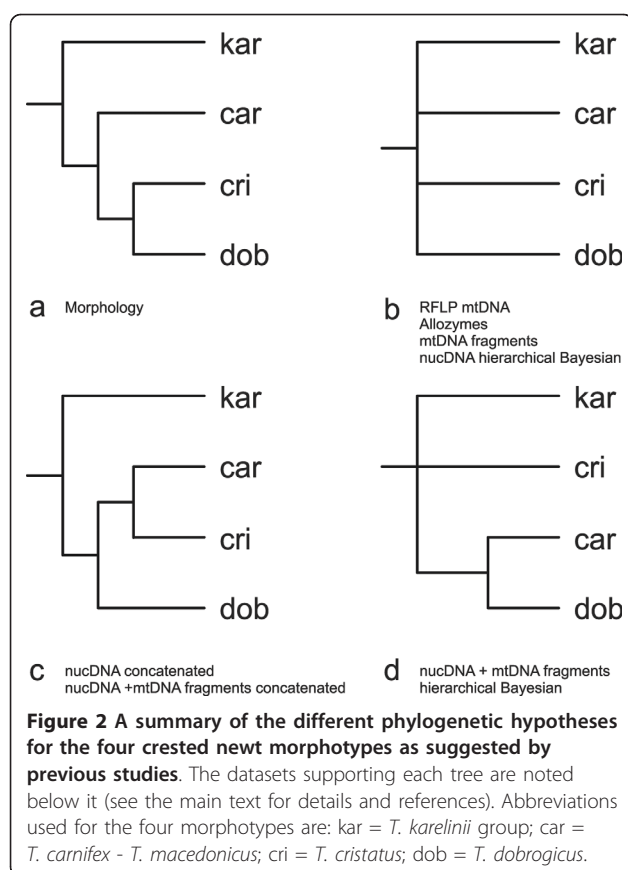 kar
car
cri
dob
a Morphology
kar
car
cri
dob
b RFLP mtDNA
Allozymes
mtDNA fragments
nucDNA hierarchical Bayesian
kar
car
cri
dob
c nucDNA concatenated
nucDNA +mtDNA fragments concatenated
kar
cri
car
dob
d nucDNA + mtDNA fragments
hierarchical Bayesian
Figure 2 A summary of the different phylogenetic hypotheses
for the four crested newt morphotypes as suggested by
previous studies. The datasets supporting each tree are noted
below it (see the main text for details and references). Abbreviations
used for the four morphotypes are: kar = T. karelinii group; car =
T. carnifex - T. macedonicus; cri = T. cristatus; dob = T. dobrogicus.